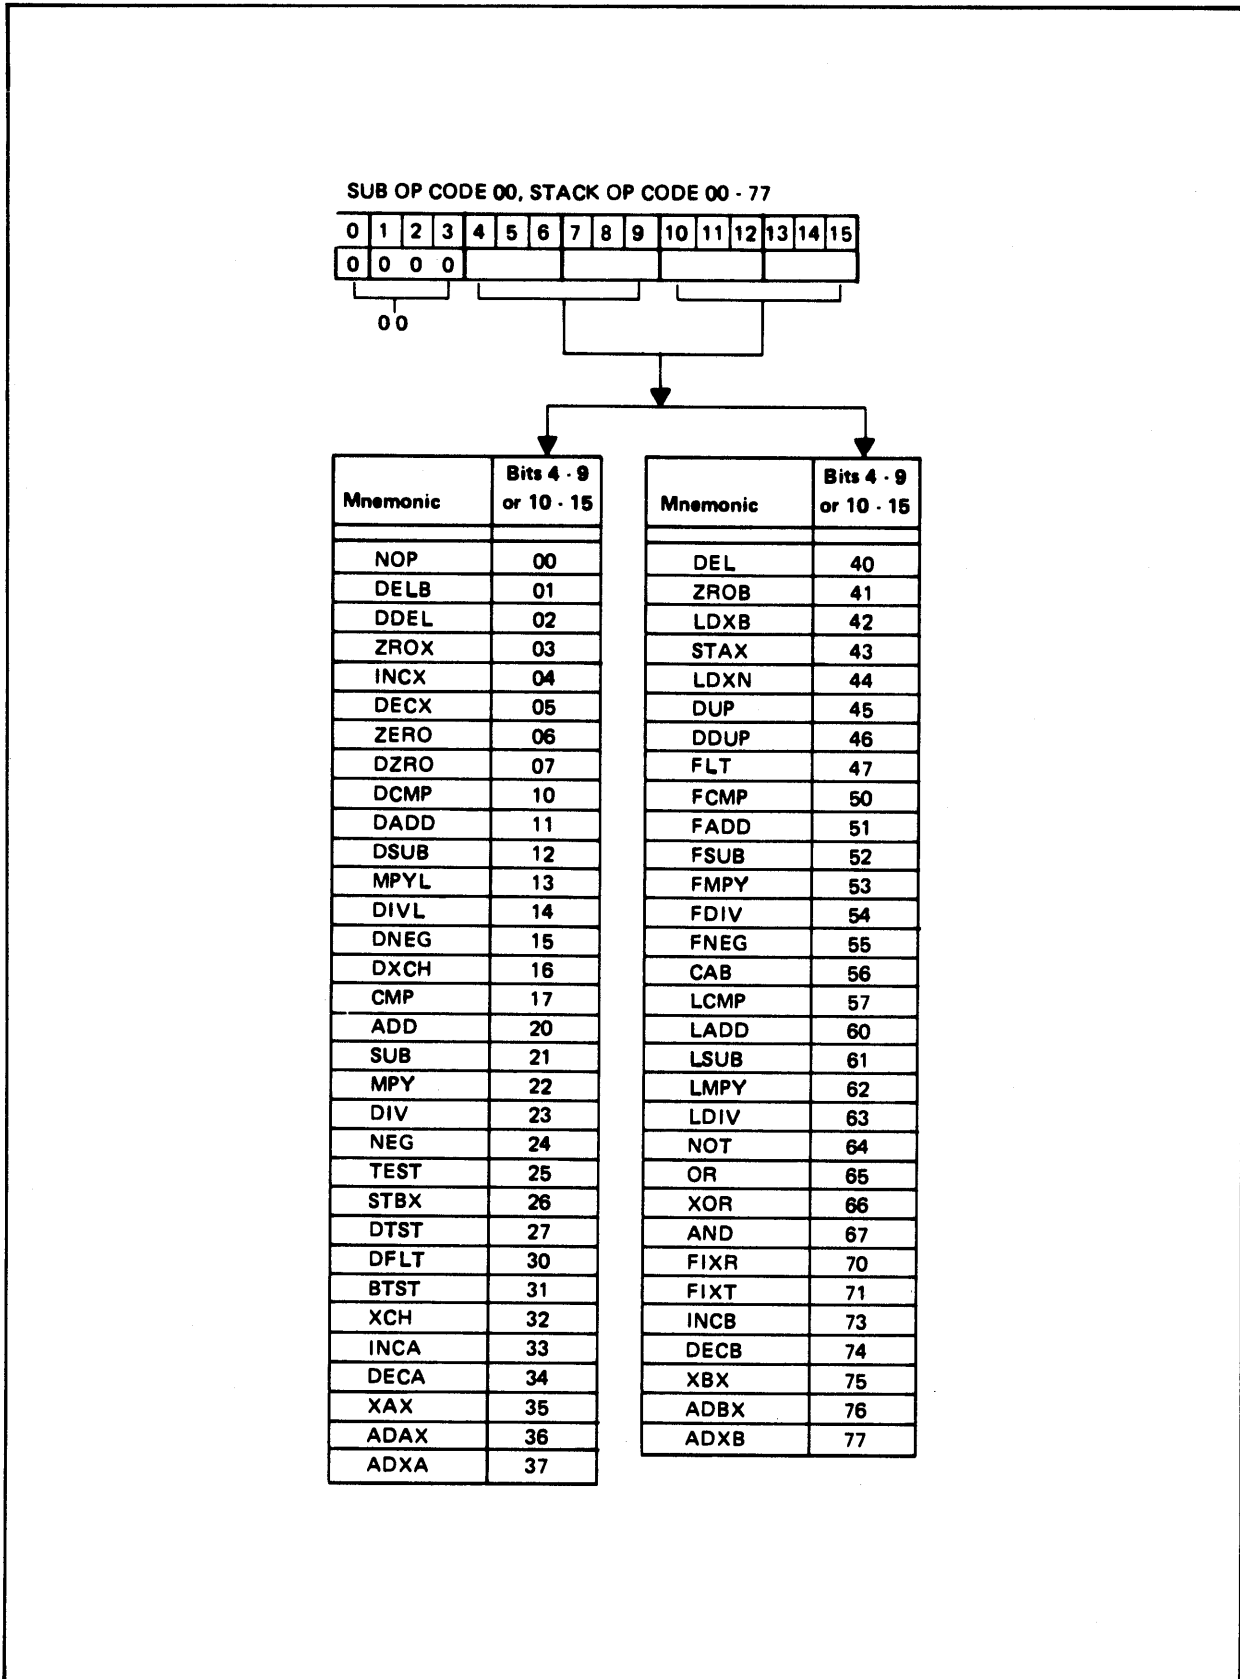 SUB OP CODE 00, STACK OP CODE 00 - 77
0 1 2 3 4 5 6 7 8 9 10 11 12 13 14 15
0 0 0 0
00
Mnemonic Bits 4 - 9 or 10 - 15
NOP 00
DELB 01
DDEL 02
ZROX 03
INCX 04
DECX 05
ZERO 06
DZRO 07
DCMP 10
DADD 11
DSUB 12
MPYL 13
DIVL 14
DNEG 15
DXCH 16
CMP 17
ADD 20
SUB 21
MPY 22
DIV 23
NEG 24
TEST 25
STBX 26
DTST 27
DFLT 30
BTST 31
XCH 32
INCA 33
DECA 34
XAX 35
ADAX 36
ADXA 37
Mnemonic Bits 4 - 9 or 10 - 15
DEL 40
ZROB 41
LDXB 42
STAX 43
LDXN 44
DUP 45
DDUP 46
FLT 47
FCMP 50
FADD 51
FSUB 52
FMPY 53
FDIV 54
FNEG 55
CAB 56
LCMP 57
LADD 60
LSUB 61
LMPY 62
LDIV 63
NOT 64
OR 65
XOR 66
AND 67
FIXR 70
FIXT 71
INCB 73
DECB 74
XBX 75
ADBX 76
ADXB 77